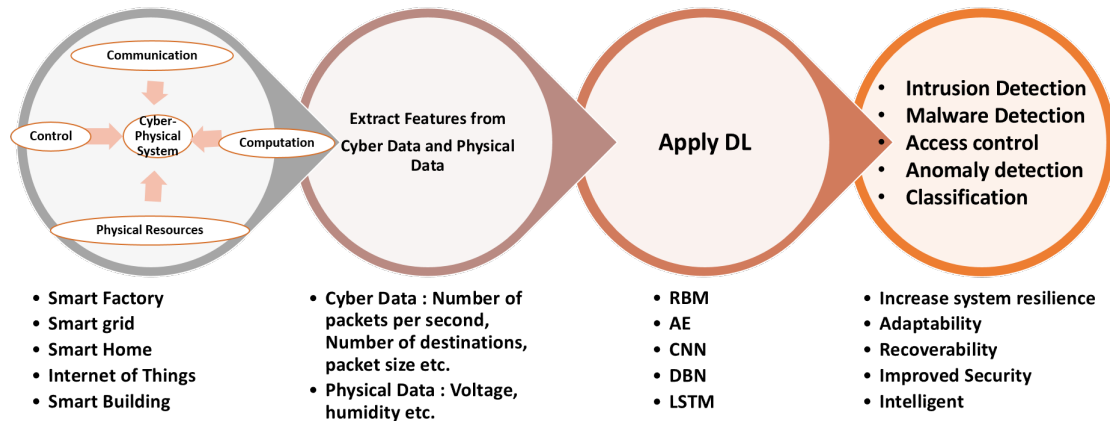 Communication
Control
Cyber-
Physical
System
Computation
Physical Resources
Extract Features from
Cyber Data and Physical
Data
Apply DL
• Intrusion Detection
• Malware Detection
• Access control
• Anomaly detection
• Classification
• Smart Factory
• Smart grid
• Smart Home
• Internet of Things
• Smart Building
• Cyber Data : Number of
packets per second,
Number of destinations,
packet size etc.
• Physical Data : Voltage,
humidity etc.
• RBM
• AE
• CNN
• DBN
• LSTM
• Increase system resilience
• Adaptability
• Recoverability
• Improved Security
• Intelligent